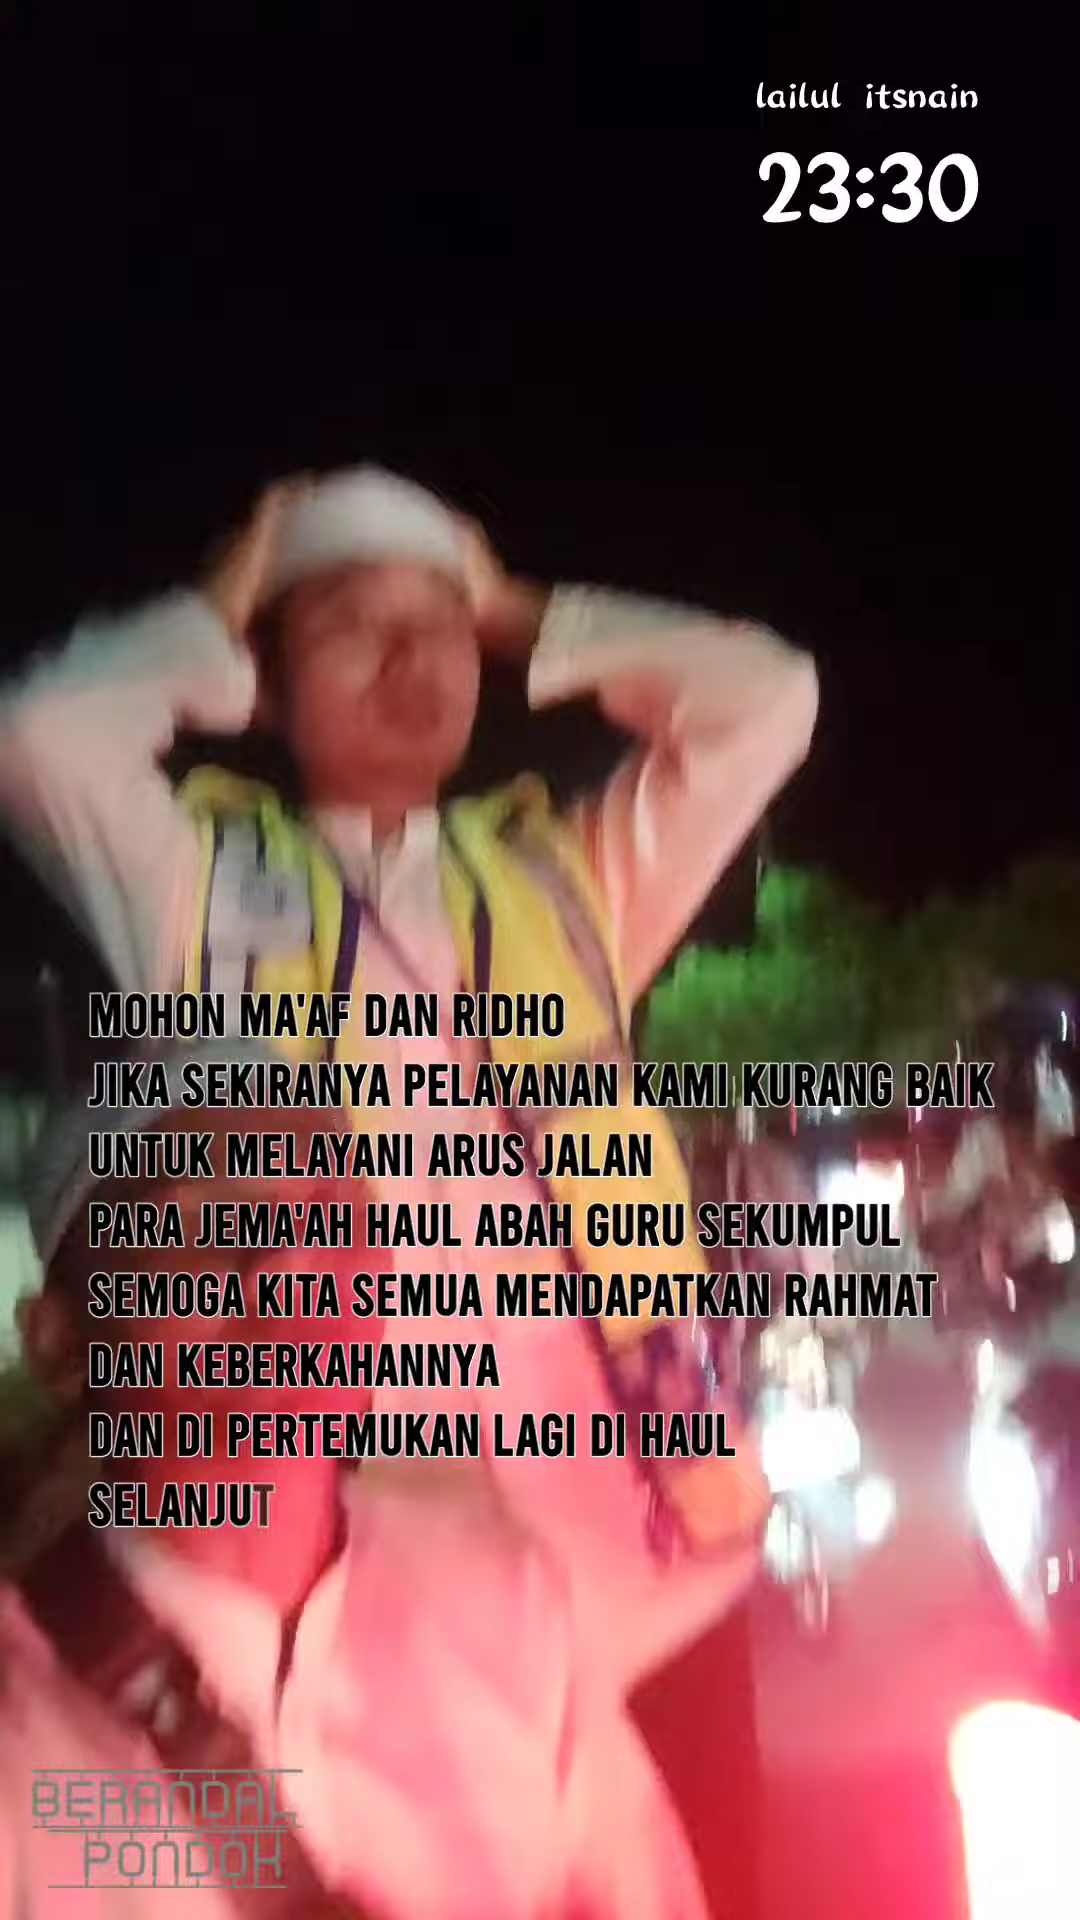 lailul itsnain
23:30
MOHON MA'AF DAN RIDHO
JIKA SEKIRANYA PELAYANAN KAMI KURANG BAIK
UNTUK MELAYANI ARUS JALAN
PARA JEMA'AH HAUL ABAH GURU SEKUMPUL
SEMOGA KITA SEMUA MENDAPATKAN RAHMAT
DAN KEBERKAHANNYA
DAN DI PERTEMUKAN LAGI DI HAUL
SELANJUT
BERANDAL
PONDOK